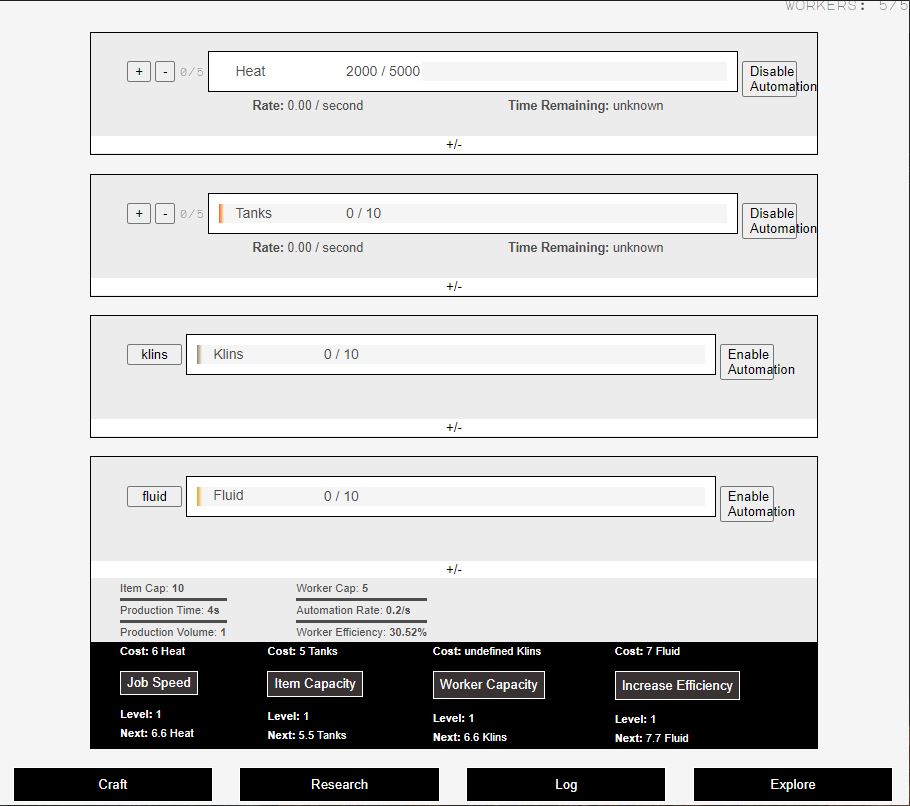 WORKERS: 5/5
+ - 0/5 Heat 2000 / 5000 Disable Automation
Rate: 0.00 / second Time Remaining: unknown
+/-
+ - 0/5 Tanks 0 / 10 Disable Automation
Rate: 0.00 / second Time Remaining: unknown
+/-
klins Klins 0 / 10 Enable Automation
+/-
fluid Fluid 0 / 10 Enable Automation
+/-
Item Cap: 10 Worker Cap: 5
Production Time: 4s Automation Rate: 0.2/s
Production Volume: 1 Worker Efficiency: 30.52%
Cost: 6 Heat Cost: 5 Tanks Cost: undefined Klins Cost: 7 Fluid
Job Speed Item Capacity Worker Capacity Increase Efficiency
Level: 1 Level: 1 Level: 1 Level: 1
Next: 6.6 Heat Next: 5.5 Tanks Next: 6.6 Klins Next: 7.7 Fluid
Craft Research Log Explore